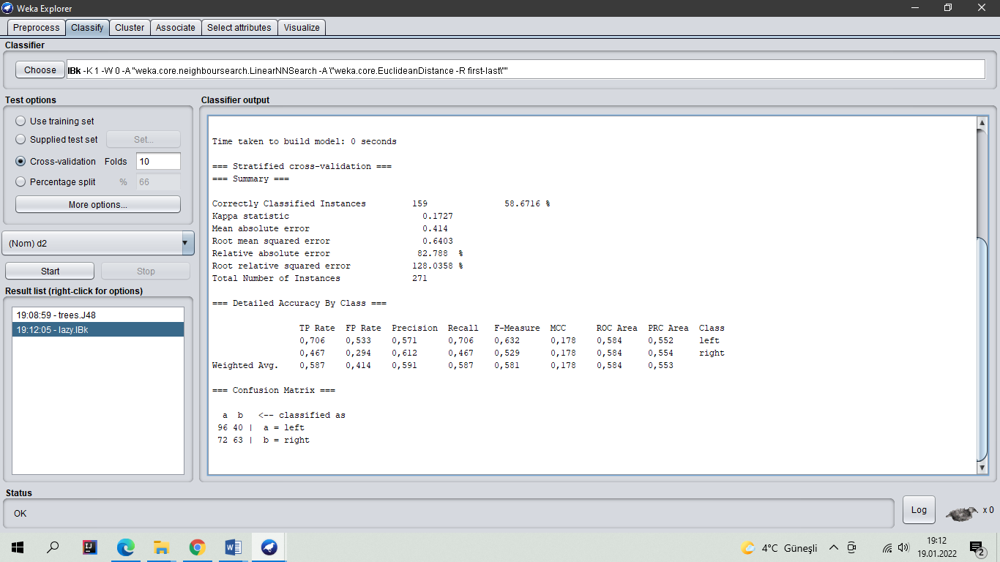 Weka Explorer
Preprocess Classify Cluster Associate Select attributes Visualize
Classifier
Choose IBk -K 1 -W 0 -A "weka.core.neighboursearch.LinearNNSearch -A \"weka.core.EuclideanDistance -R first-last\""
Test options
Use training set
Supplied test set Set...
Cross-validation Folds 10
Percentage split % 66
More options...
(Nom) d2
Start Stop
Result list (right-click for options)
19:08:59 - trees.J48
19:12:05 - lazy.IBk
Classifier output
Time taken to build model: 0 seconds
=== Stratified cross-validation ===
=== Summary ===
Correctly Classified Instances 159 58.6716 %
Kappa statistic 0.1727
Mean absolute error 0.414
Root mean squared error 0.6403
Relative absolute error 82.788 %
Root relative squared error 128.0358 %
Total Number of Instances 271
=== Detailed Accuracy By Class ===
TP Rate FP Rate Precision Recall F-Measure MCC ROC Area PRC Area Class
0,706 0,533 0,571 0,706 0,632 0,178 0,584 0,552 left
0,467 0,294 0,612 0,467 0,529 0,178 0,584 0,554 right
Weighted Avg. 0,587 0,414 0,591 0,587 0,581 0,178 0,584 0,553
=== Confusion Matrix ===
a b <-- classified as
96 40 | a = left
72 63 | b = right
Status
OK
Log
x 0
4°C Güneşli
19:12
19.01.2022
2